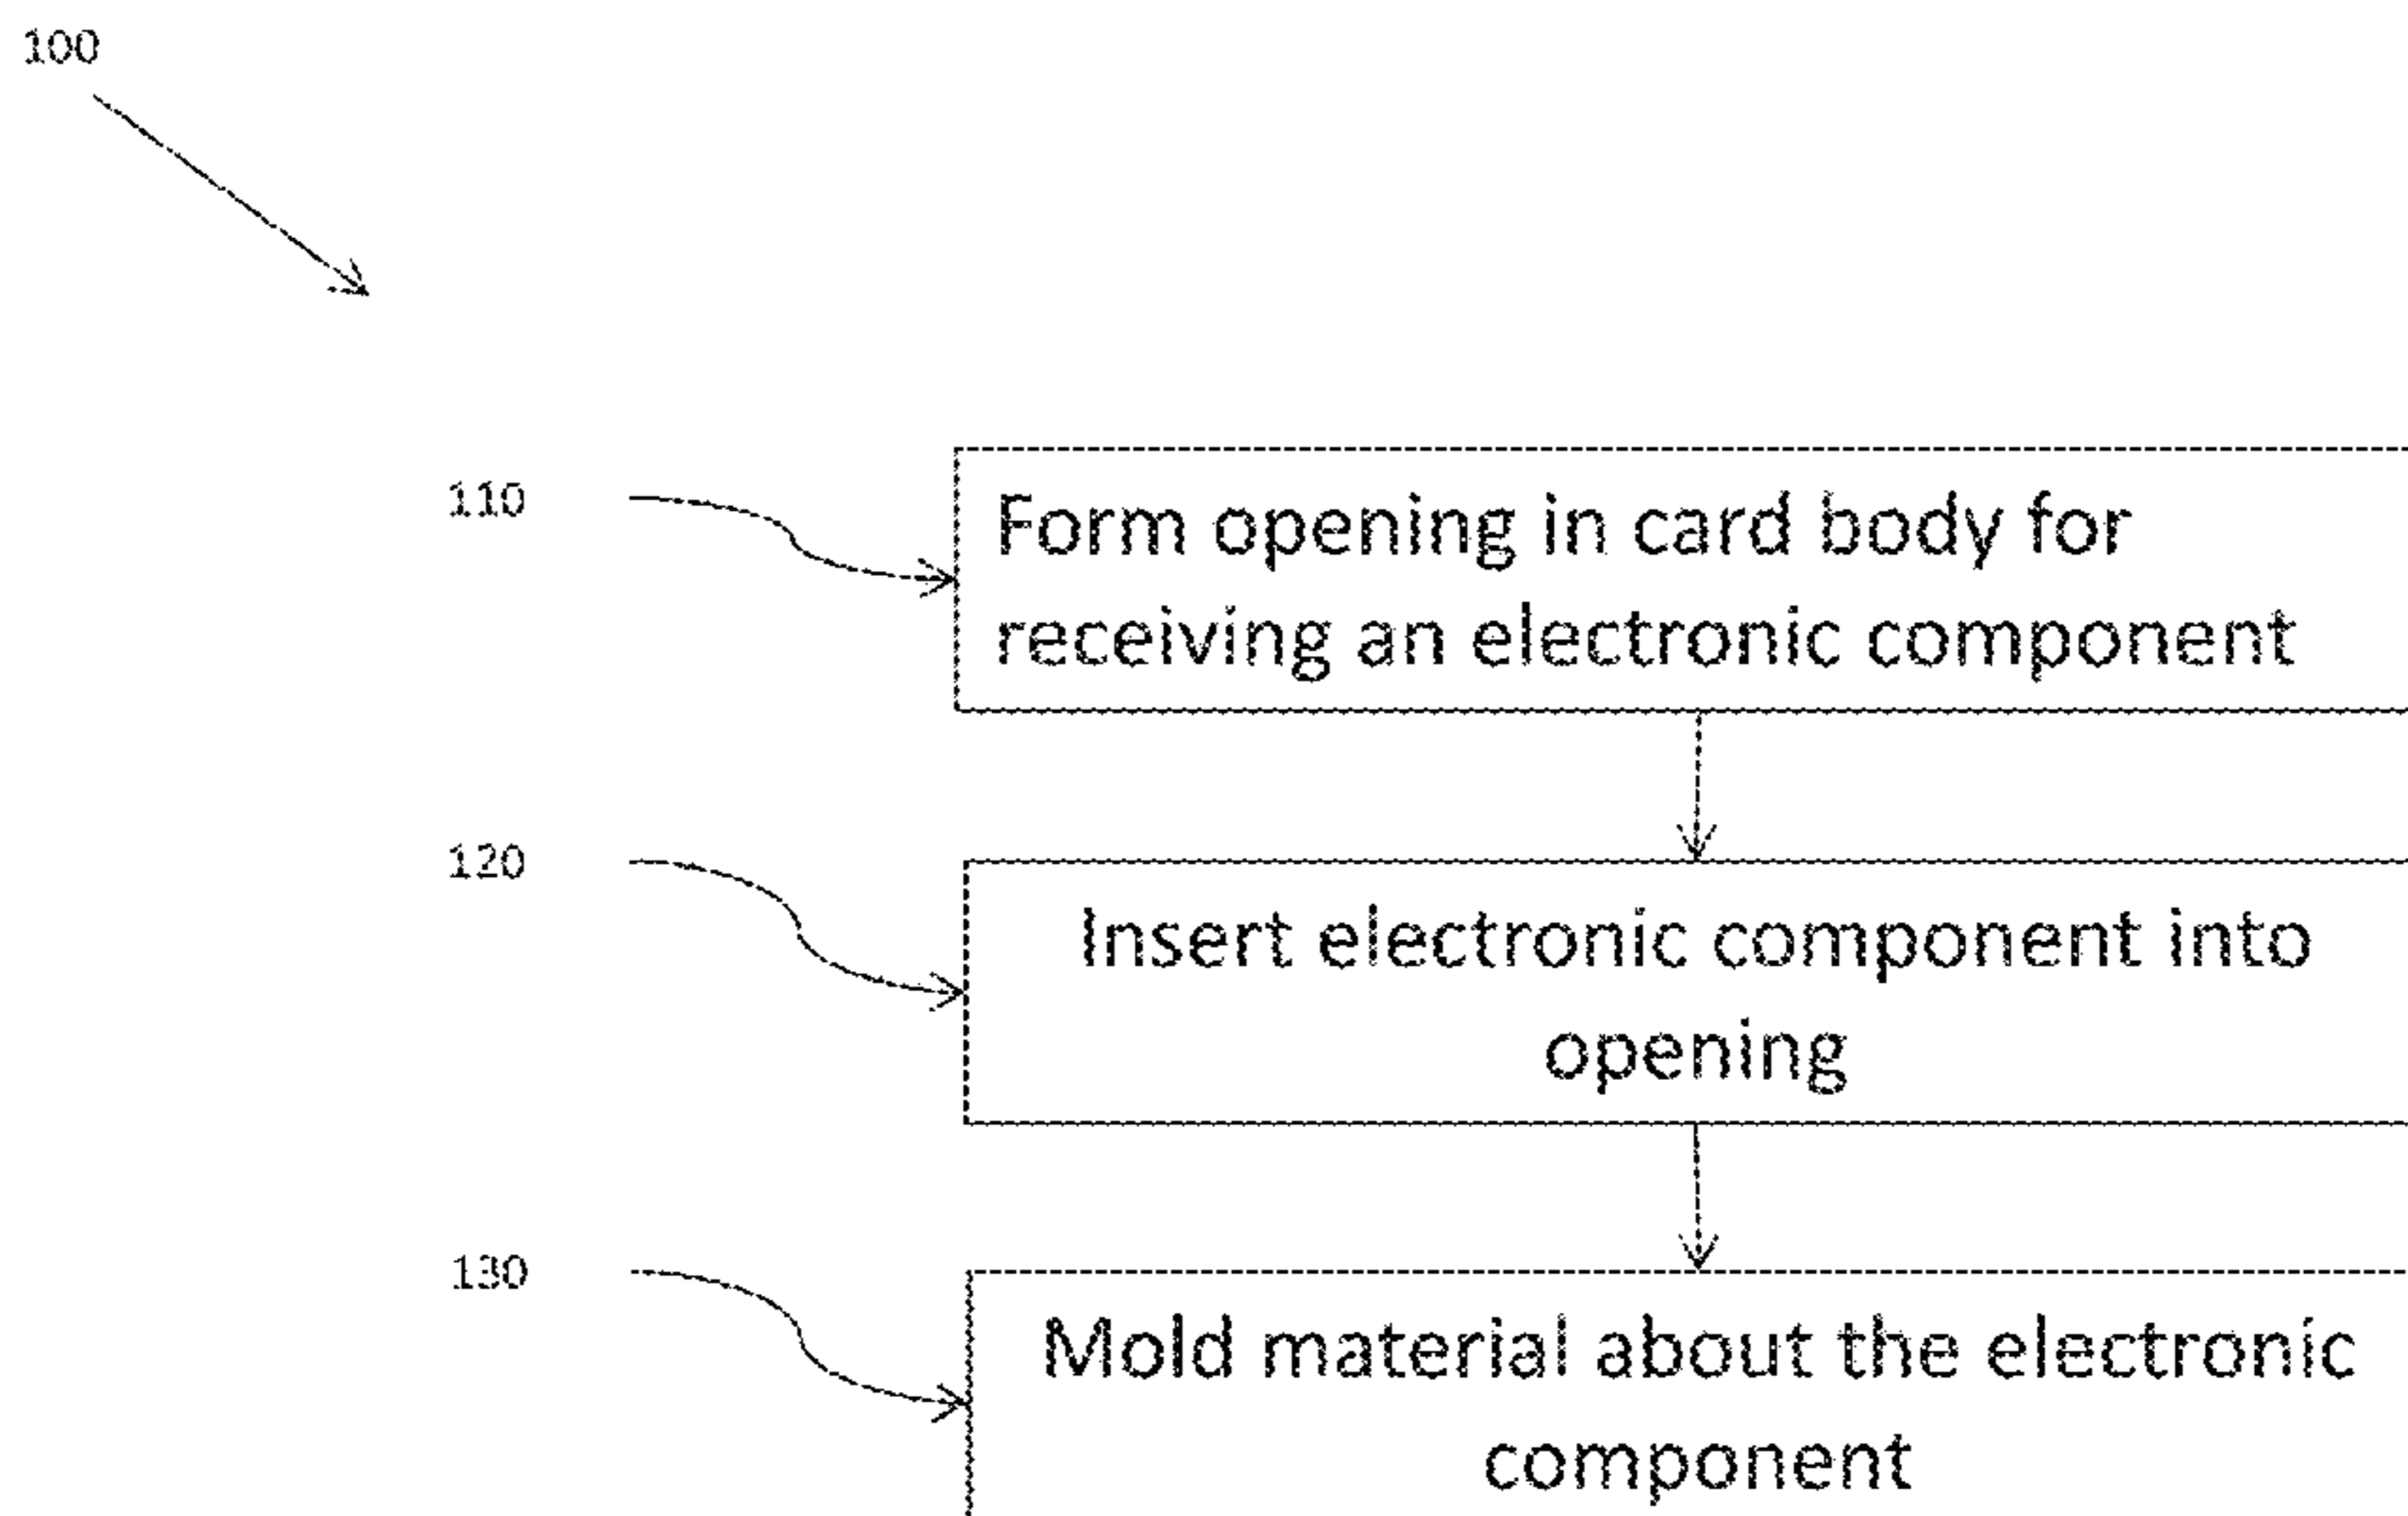 100
110
Form opening in card body for
receiving an electronic component
120
Insert electronic component into
opening
130
Mold material about the electronic
component